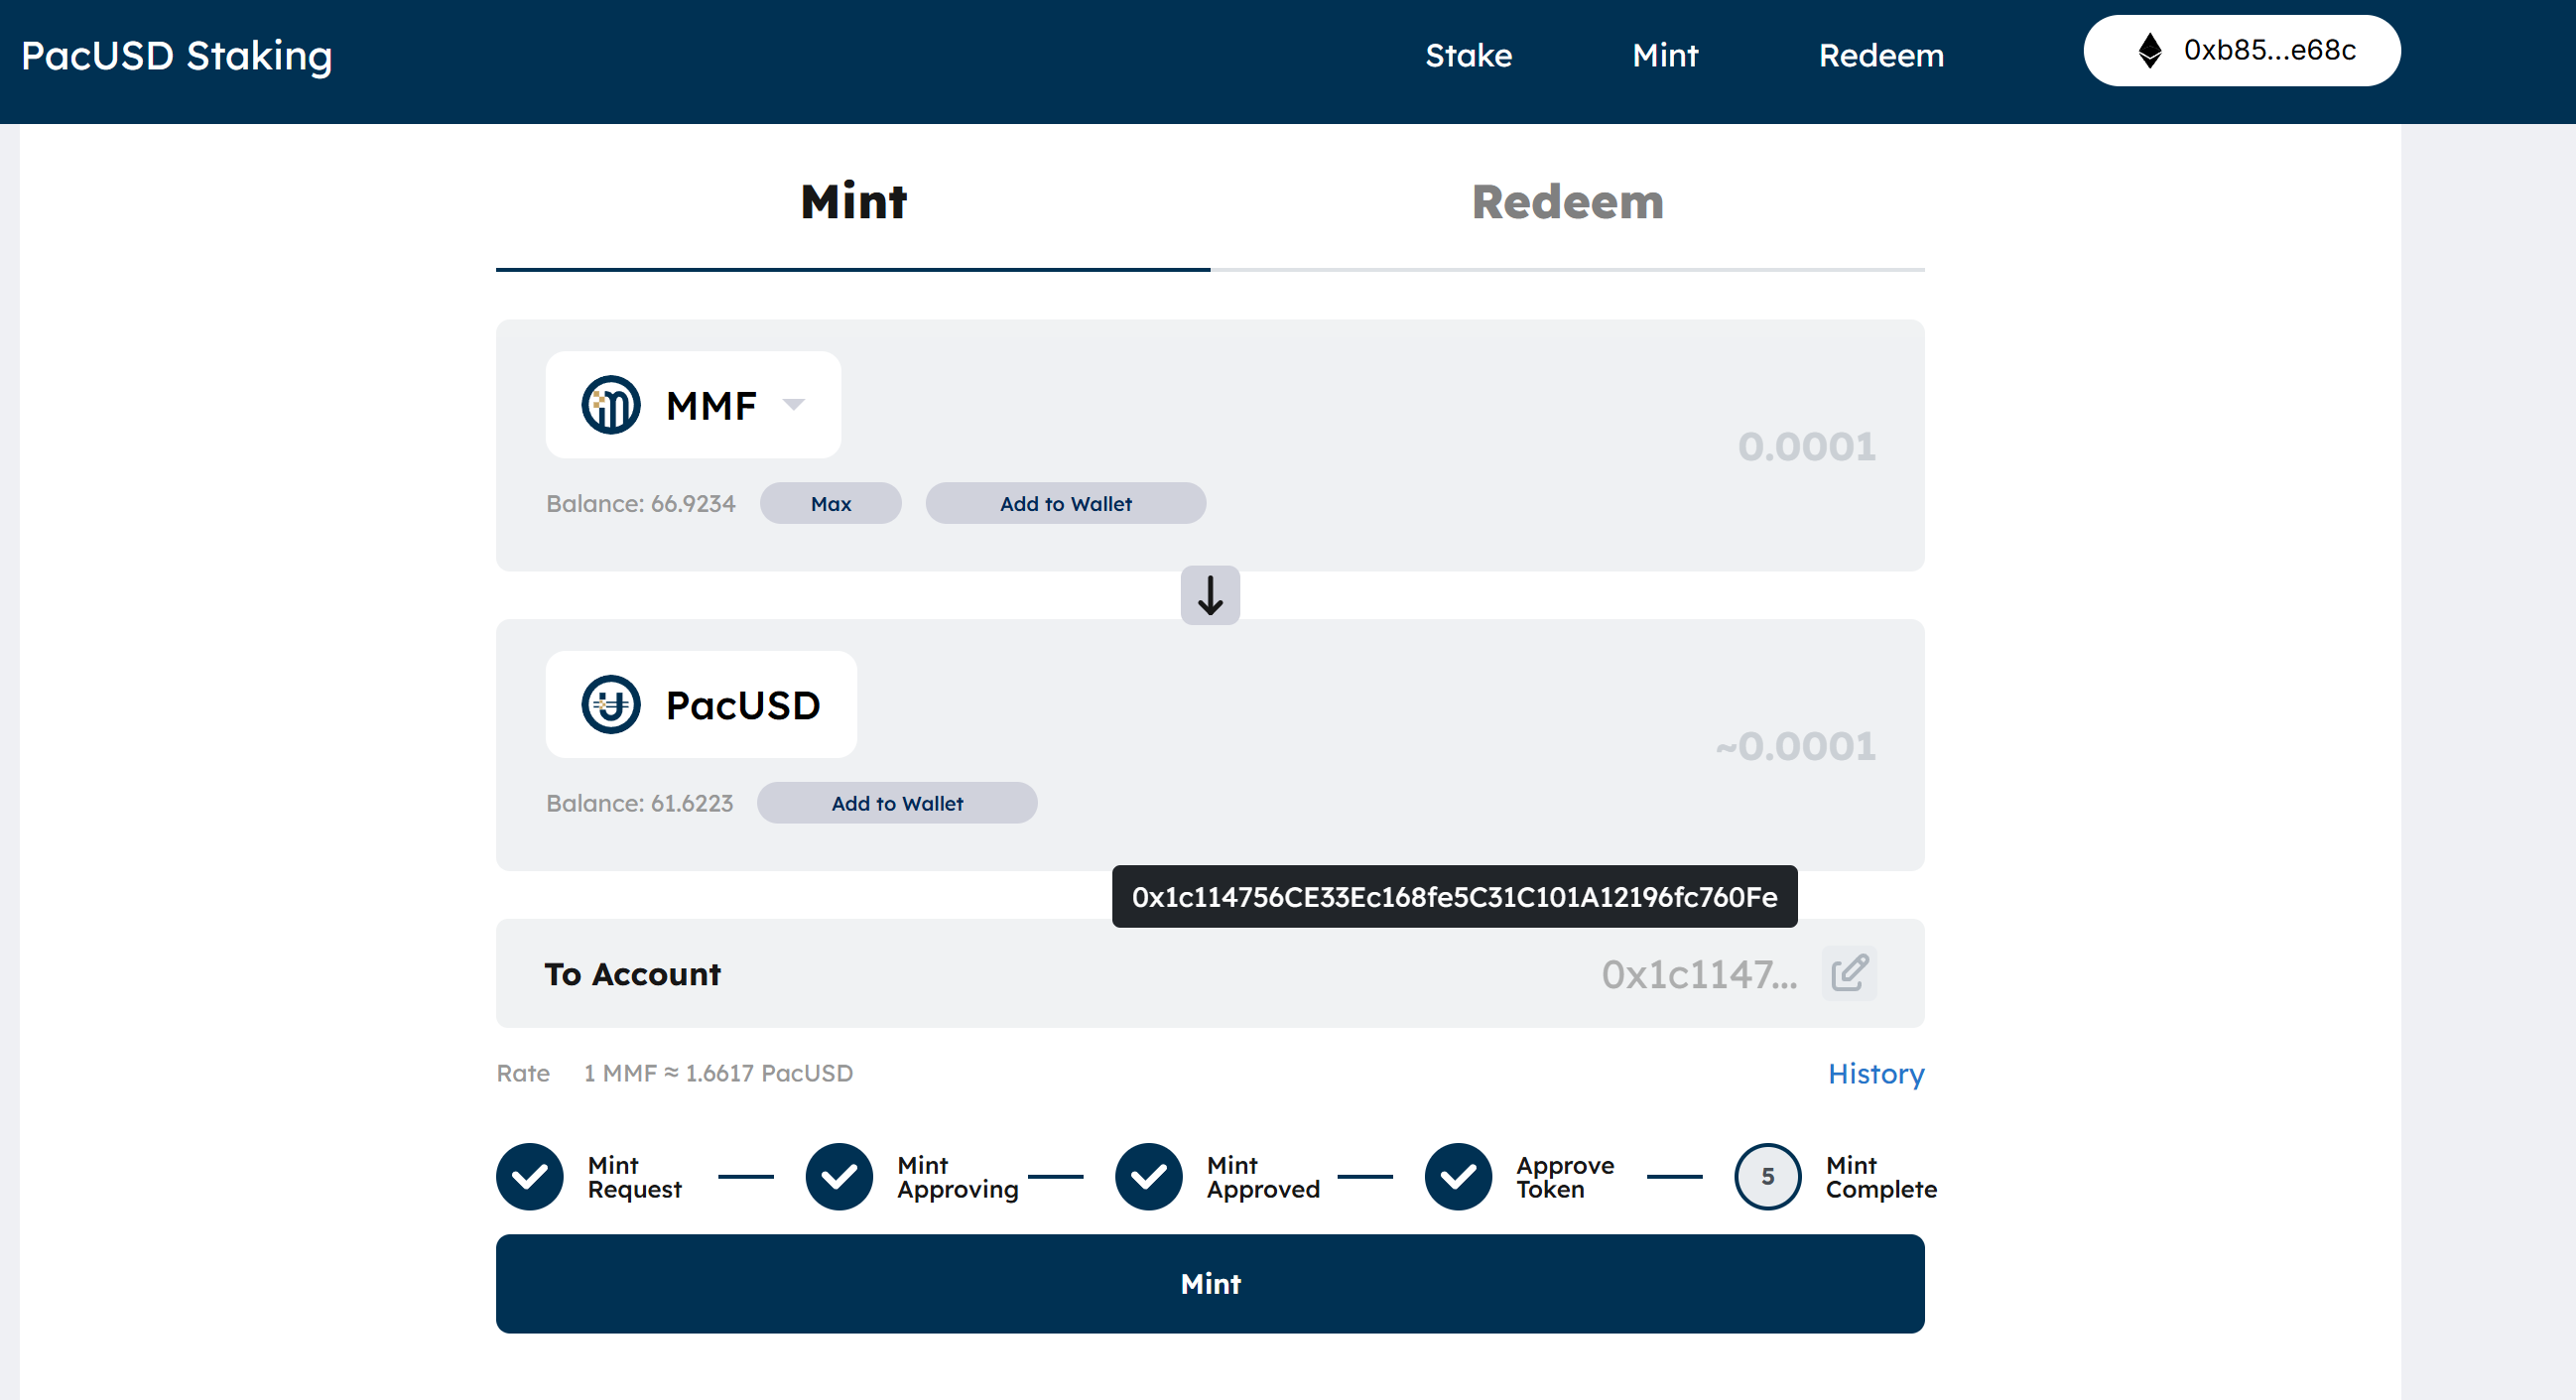 PacUSD Staking
Stake
Mint
Redeem
0xb85...e68c
Mint
Redeem
MMF
0.0001
Balance: 66.9234
Max
Add to Wallet
PacUSD
~0.0001
Balance: 61.6223
Add to Wallet
0x1c114756CE33Ec168fe5C31C101A12196fc760Fe
To Account
0x1c1147...
Rate
1 MMF ≈ 1.6617 PacUSD
History
Mint
Request
Mint
Approving
Mint
Approved
Approve
Token
5
Mint
Complete
Mint